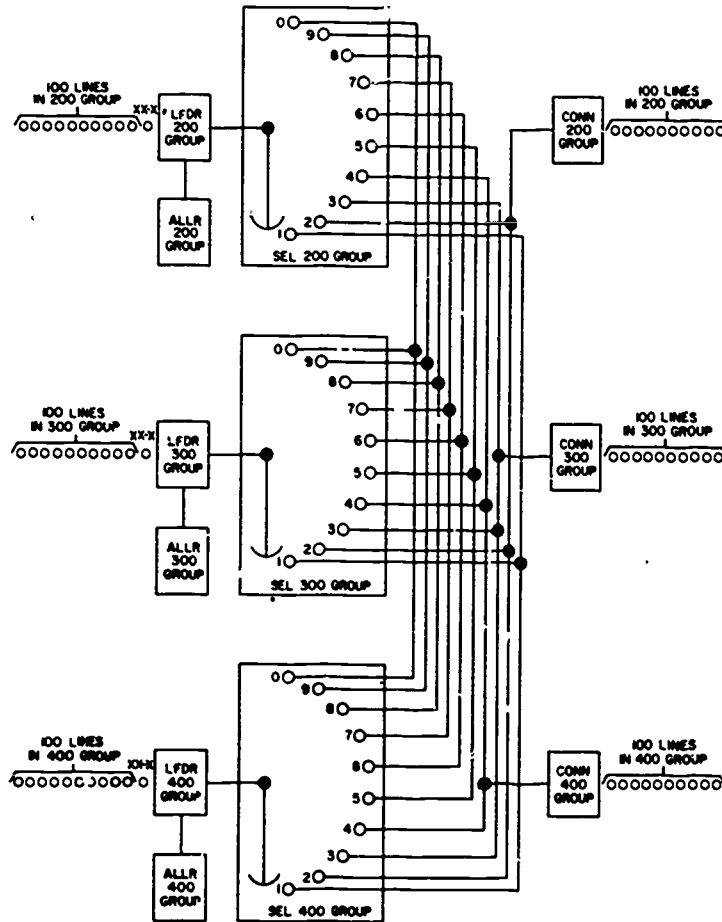 100 LINES
IN 200 GROUP
XX-X
LFDR
200
GROUP
ALLR
200
GROUP
0
9
8
7
6
5
4
3
2
1
SEL 200 GROUP
CONN
200
GROUP
100 LINES
IN 200 GROUP
100 LINES
IN 300 GROUP
XX-X
LFDR
300
GROUP
ALLR
300
GROUP
0
9
8
7
6
5
4
3
2
1
SEL 300 GROUP
CONN
300
GROUP
100 LINES
IN 300 GROUP
100 LINES
IN 400 GROUP
XX-X
LFDR
400
GROUP
ALLR
400
GROUP
0
9
8
7
6
5
4
3
2
1
SEL 400 GROUP
CONN
400
GROUP
100 LINES
IN 400 GROUP